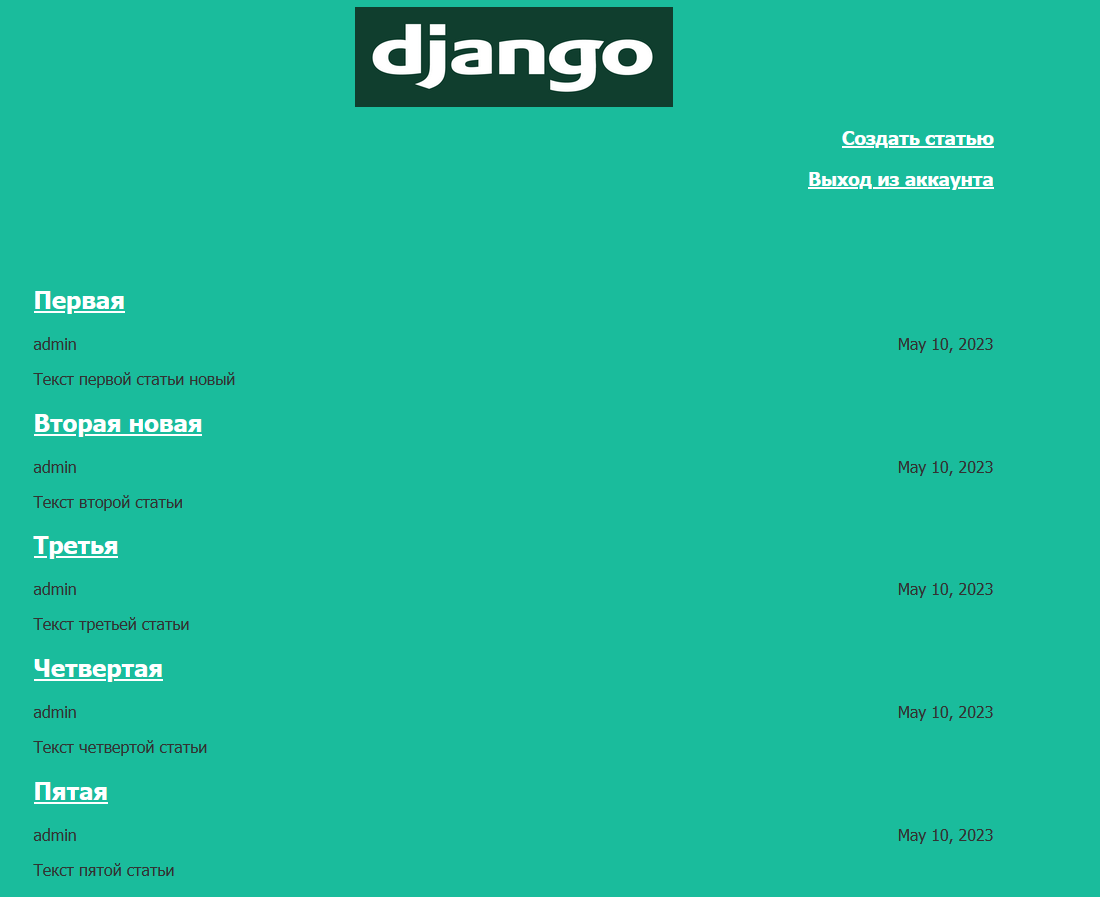 django
Создать статью
Выход из аккаунта
Первая
admin May 10, 2023
Текст первой статьи новый
Вторая новая
admin May 10, 2023
Текст второй статьи
Третья
admin May 10, 2023
Текст третьей статьи
Четвертая
admin May 10, 2023
Текст четвертой статьи
Пятая
admin May 10, 2023
Текст пятой статьи